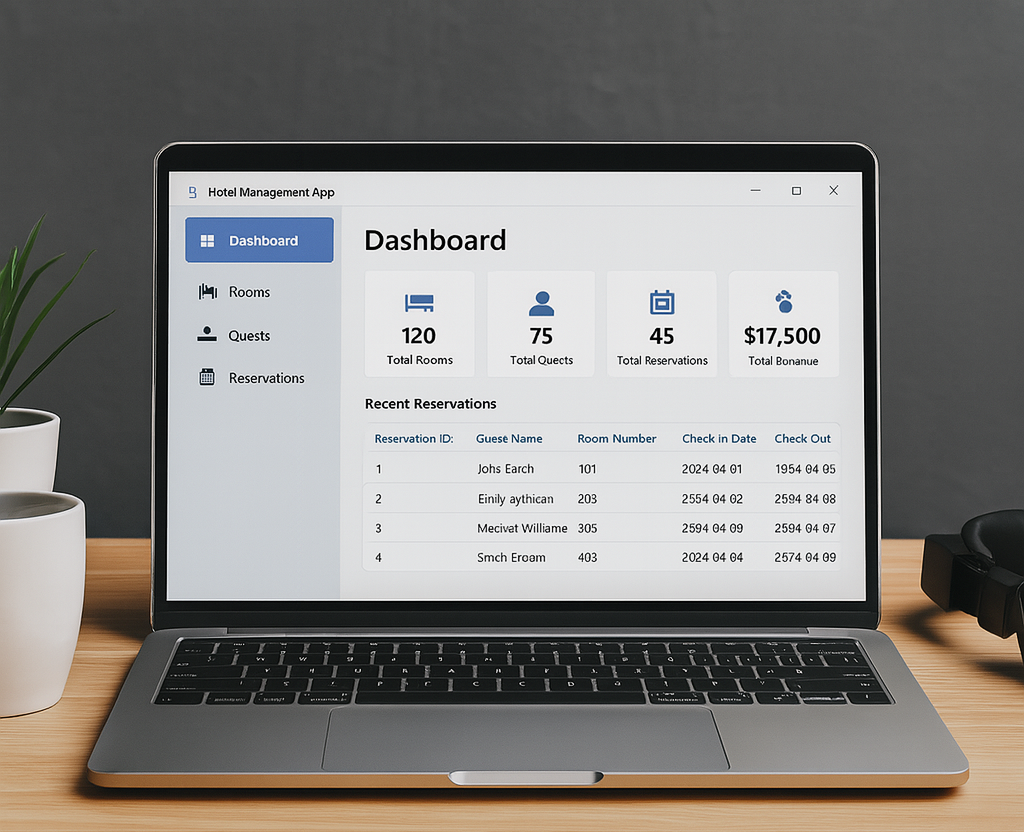 Hotel Management App
Dashboard
Rooms
Quests
Reservations
Dashboard
120
Total Rooms
75
Total Quects
45
Total Reservations
$17,500
Total Bonanue
Recent Reservations
Reservation ID: Guese Name Room Number Check in Date Check Out
1 Johs Earch 101 2024 04 01 1954 04 05
2 Einily aythican 203 2554 04 02 2594 84 08
3 Mecivat Williame 305 2594 04 09 2594 04 07
4 Smch Eroam 403 2024 04 04 2574 04 09